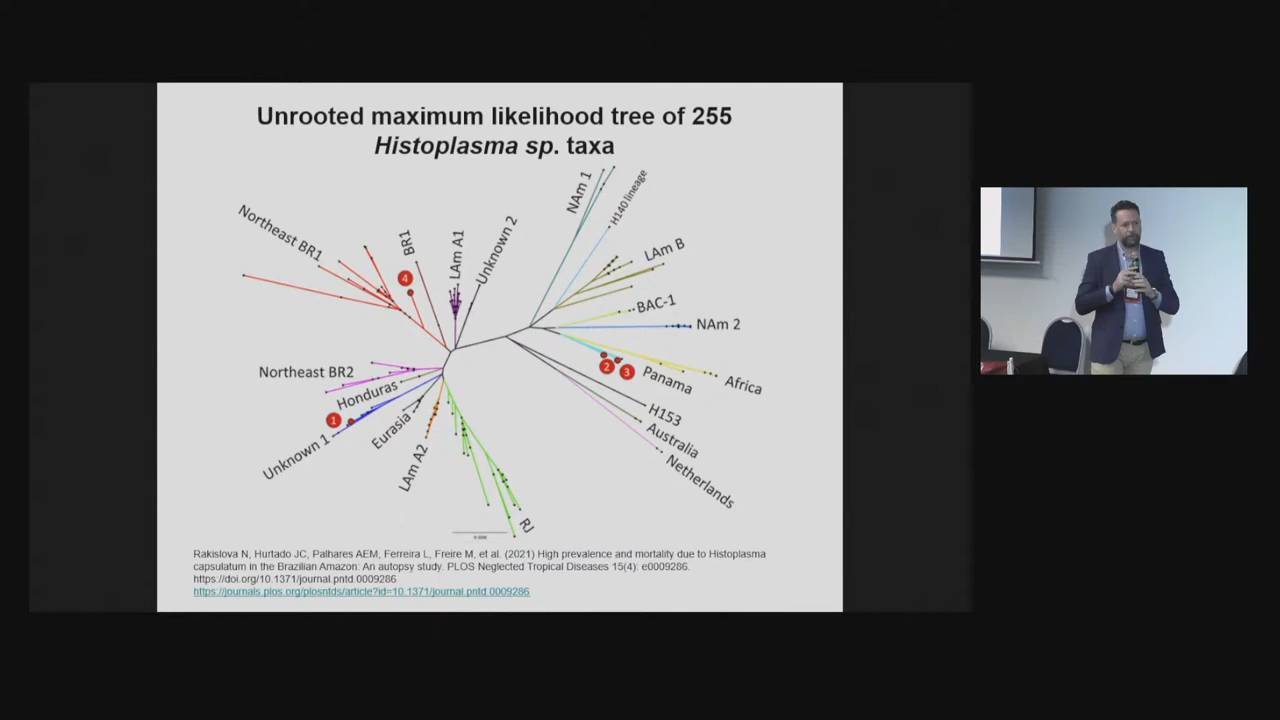 Unrooted maximum likelihood tree of 255
Histoplasma sp. taxa
NAm 1
H140 lineage
Northeast BR1
BR1
LAm A1
Unknown 2
LAm B
4
BAC-1
NAm 2
Northeast BR2
Honduras
2
3
Panama
Africa
1
Unknown 1
Eurasia
LAm A2
H153
Australia
Netherlands
RJ
Rakislova N, Hurtado JC, Palhares AEM, Ferreira L, Freire M, et al. (2021) High prevalence and mortality due to Histoplasma
capsulatum in the Brazilian Amazon: An autopsy study. PLOS Neglected Tropical Diseases 15(4): e0009286.
https://doi.org/10.1371/journal.pntd.0009286
https://journals.plos.org/plosntds/article?id=10.1371/journal.pntd.0009286